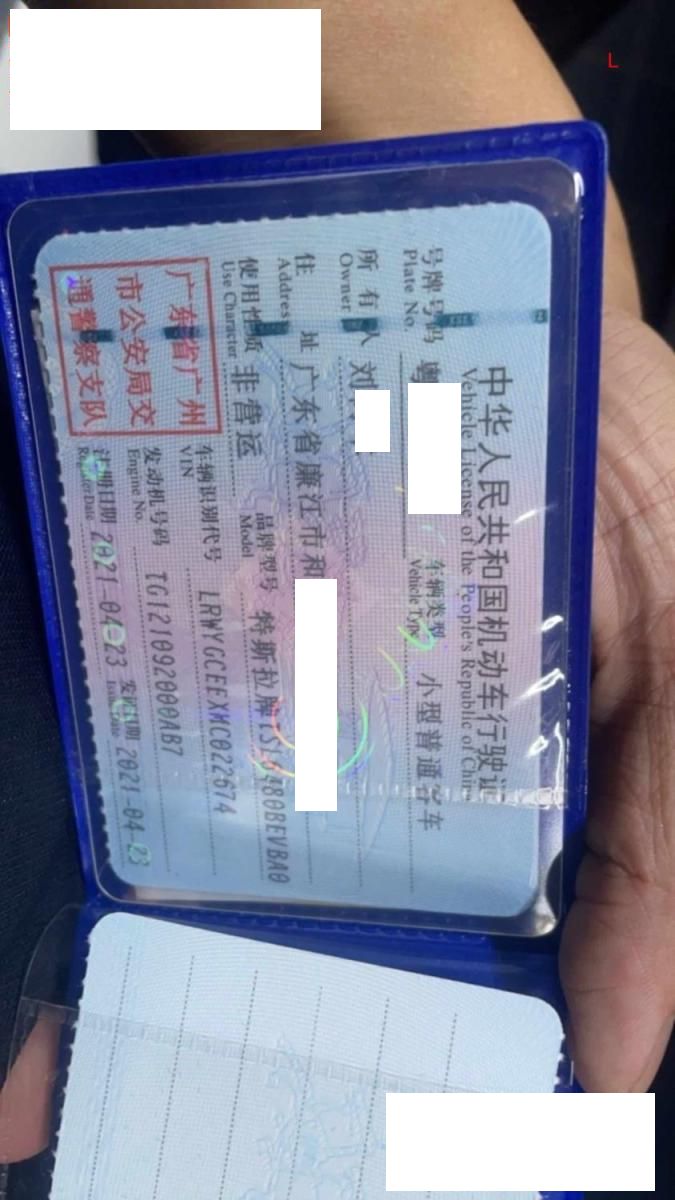 L
中华人民共和国机动车行驶证
Vehicle License of the People's Republic of China
号牌号码 粤 车辆类型 小型普通客车
Plate No. Vehicle Type
所有人 刘
Owner
住址 广东省廉江市和
Address
使用性质 非营运 品牌型号 特斯拉牌
Use Character Model
车辆识别代号 LRWYGCEEXMC022674
VIN
发动机号码 TG121092000AB7
Engine No.
注册日期 2021-04-23 发证日期 2021-04-23
Register Date Issue Date
广东省广州
市公安局交
通警察支队